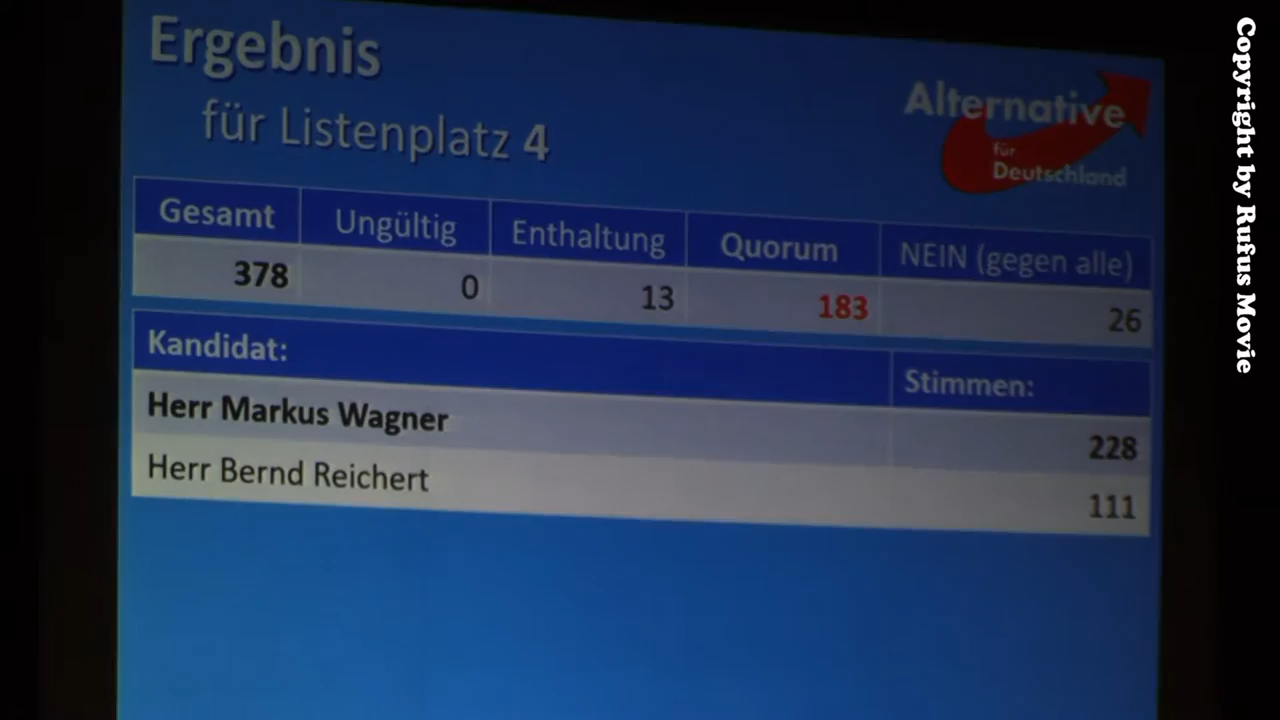 Ergebnis
für Listenplatz 4
Alternative
für
Deutschland
Gesamt Ungültig Enthaltung Quorum NEIN (gegen alle)
378 0 13 183 26
Kandidat: Stimmen:
Herr Markus Wagner 228
Herr Bernd Reichert 111
Copyright by Rufus Movie